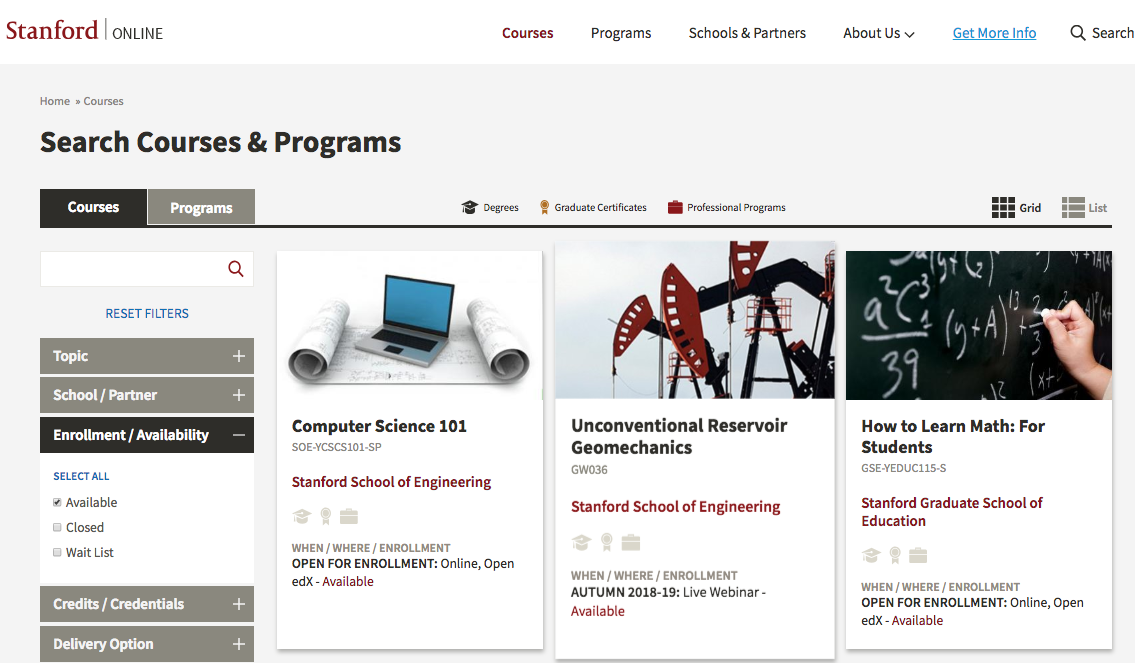 Stanford | ONLINE
Courses
Programs
Schools & Partners
About Us
Get More Info
Search
Home » Courses
Search Courses & Programs
Courses
Programs
Degrees
Graduate Certificates
Professional Programs
Grid
List
RESET FILTERS
Topic +
School / Partner +
Enrollment / Availability –
SELECT ALL
Available
Closed
Wait List
Credits / Credentials +
Delivery Option +
Computer Science 101
SOE-YCSCS101-SP
Stanford School of Engineering
WHEN / WHERE / ENROLLMENT
OPEN FOR ENROLLMENT: Online, Open
edX - Available
Unconventional Reservoir
Geomechanics
GW036
Stanford School of Engineering
WHEN / WHERE / ENROLLMENT
AUTUMN 2018-19: Live Webinar -
Available
How to Learn Math: For
Students
GSE-YEDUC115-S
Stanford Graduate School of
Education
WHEN / WHERE / ENROLLMENT
OPEN FOR ENROLLMENT: Online, Open
edX - Available